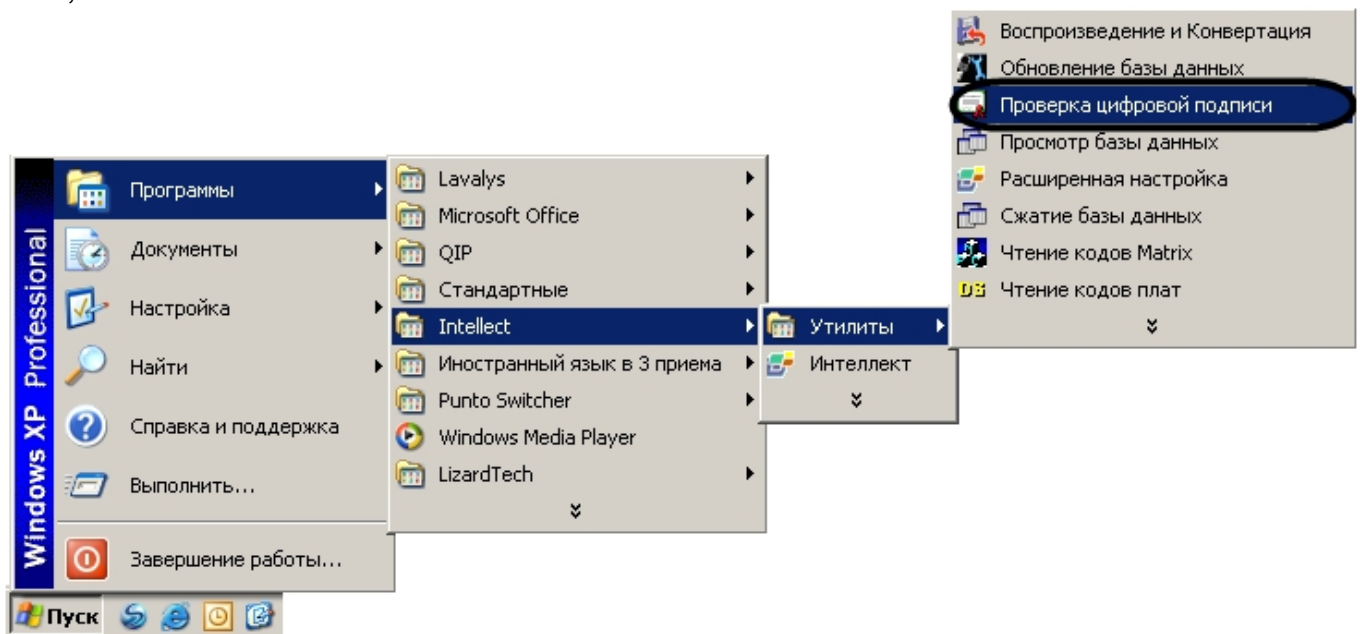 Воспроизведение и Конвертация
Обновление базы данных
Проверка цифровой подписи
Просмотр базы данных
Расширенная настройка
Сжатие базы данных
Чтение кодов Matrix
DS Чтение кодов плат
Windows XP Professional
Программы
Документы
Настройка
Найти
Справка и поддержка
Выполнить...
Завершение работы...
Lavalys
Microsoft Office
QIP
Стандартные
Intellect
Иностранный язык в 3 приема
Punto Switcher
Windows Media Player
LizardTech
Утилиты
Интеллект
Пуск